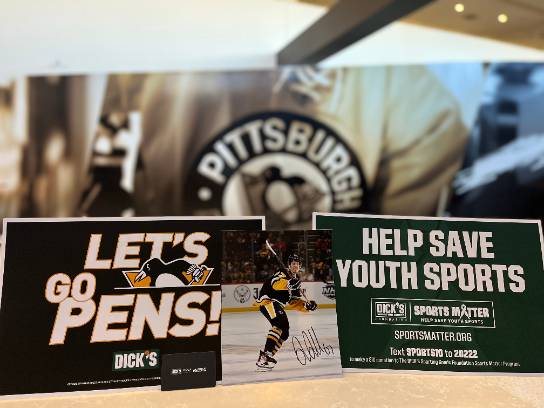 PITTSBURGH
LET'S
GO
PENS!
DICK'S
HELP SAVE
YOUTH SPORTS
DICK'S
SPORTS MATTER
HELP SAVE YOUTH SPORTS
SPORTSMATTER.ORG
Text SPORTS10 to 20222